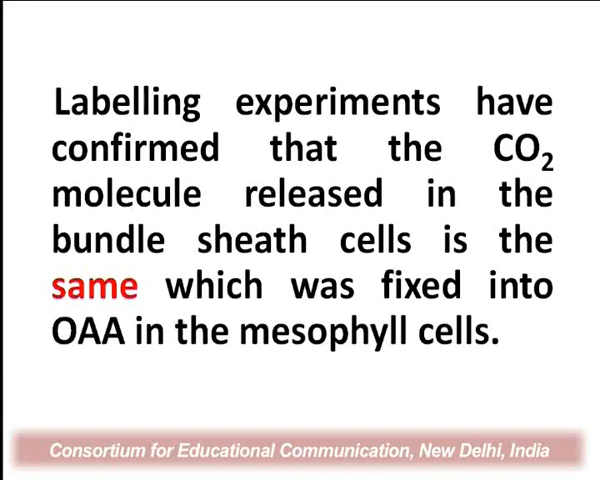 Labelling experiments have
confirmed that the CO₂
molecule released in the
bundle sheath cells is the
same which was fixed into
OAA in the mesophyll cells.
Consortium for Educational Communication, New Delhi, India